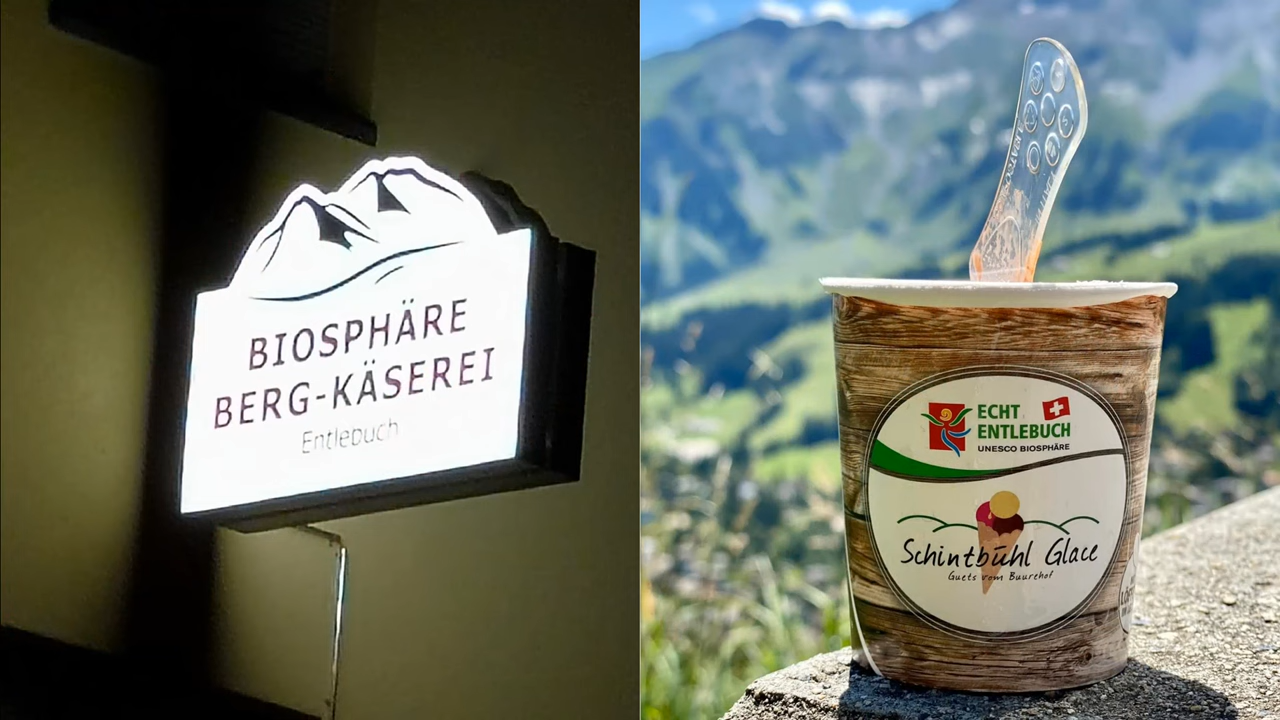 BIOSPHÄRE
BERG-KÄSEREI
Entlebuch
ECHT
ENTLEBUCH
UNESCO BIOSPHÄRE
Schintbühl Glace
Guets vom Buurehof